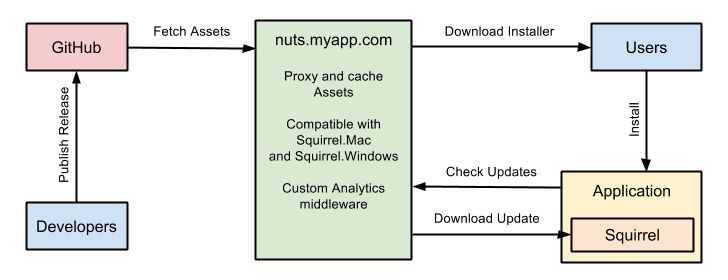 GitHub
Fetch Assets
nuts.myapp.com
Proxy and cache
Assets
Compatible with
Squirrel.Mac
and Squirrel.Windows
Custom Analytics
middleware
Download Installer
Users
Publish Release
Install
Developers
Check Updates
Download Update
Application
Squirrel